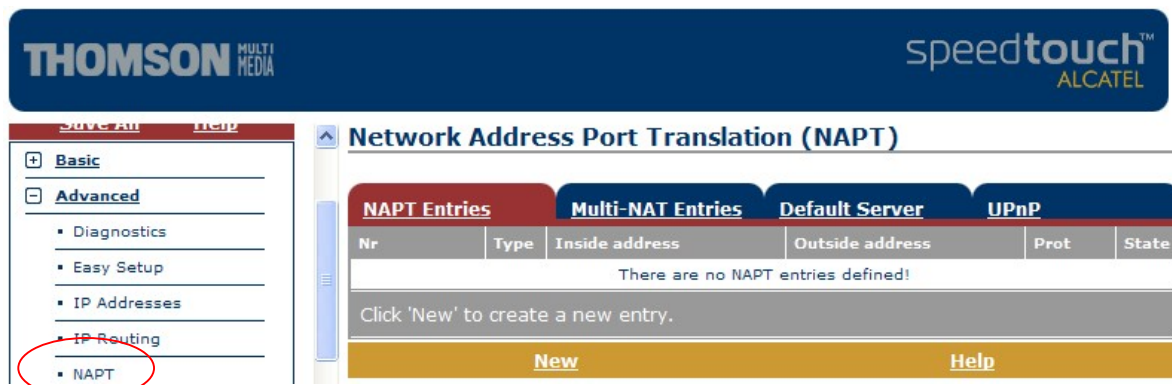 THOMSON MULTI MEDIA
speedtouch™
ALCATEL
Save All Help
Basic
Advanced
Diagnostics
Easy Setup
IP Addresses
IP Routing
NAPT
Network Address Port Translation (NAPT)
NAPT Entries Multi-NAT Entries Default Server UPnP
Nr Type Inside address Outside address Prot State
There are no NAPT entries defined!
Click 'New' to create a new entry.
New Help